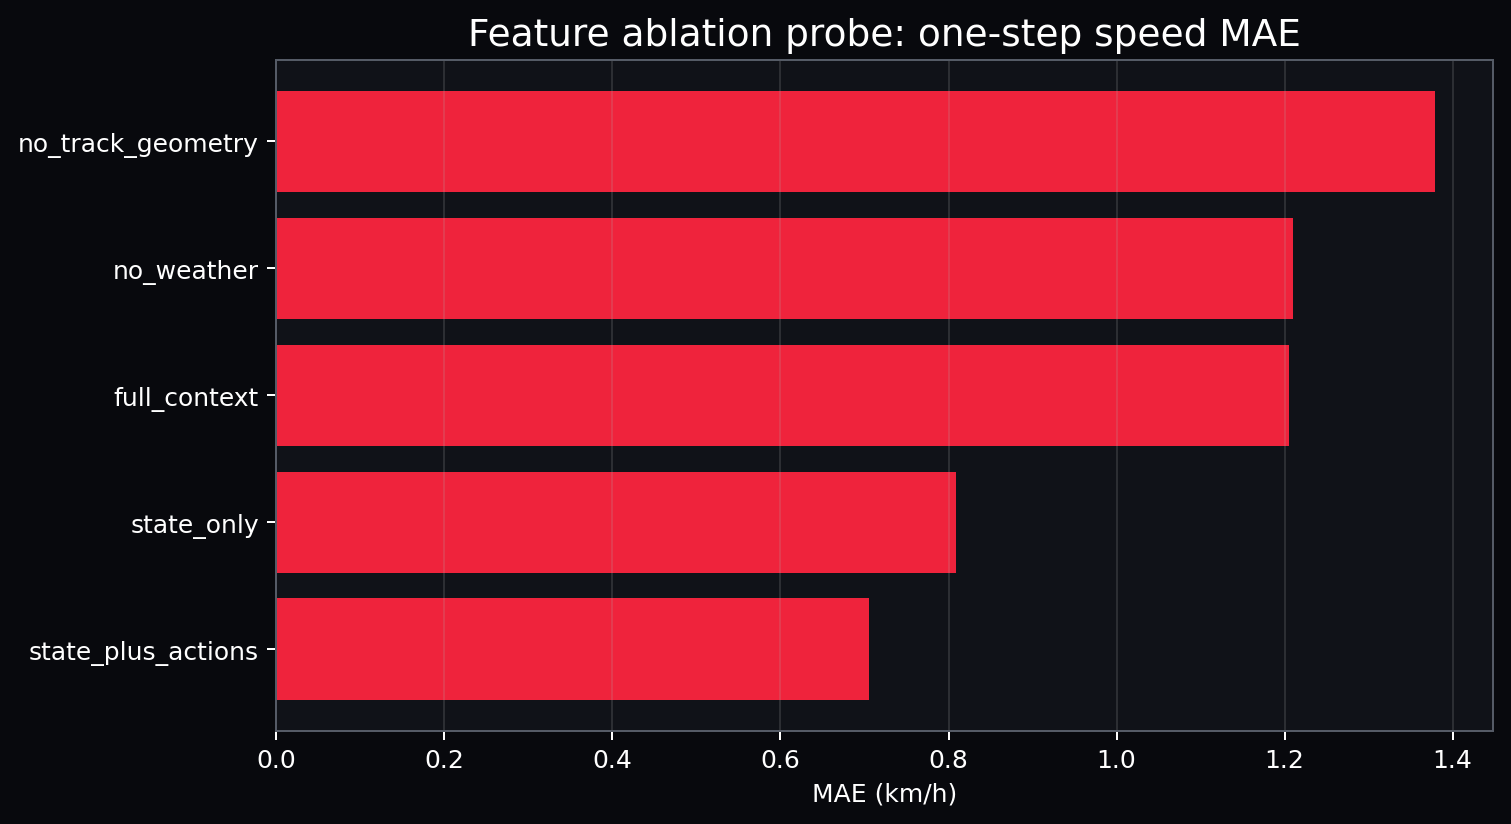 Feature ablation probe: one-step speed MAE
no_track_geometry
no_weather
full_context
state_only
state_plus_actions
0.0 0.2 0.4 0.6 0.8 1.0 1.2 1.4
MAE (km/h)